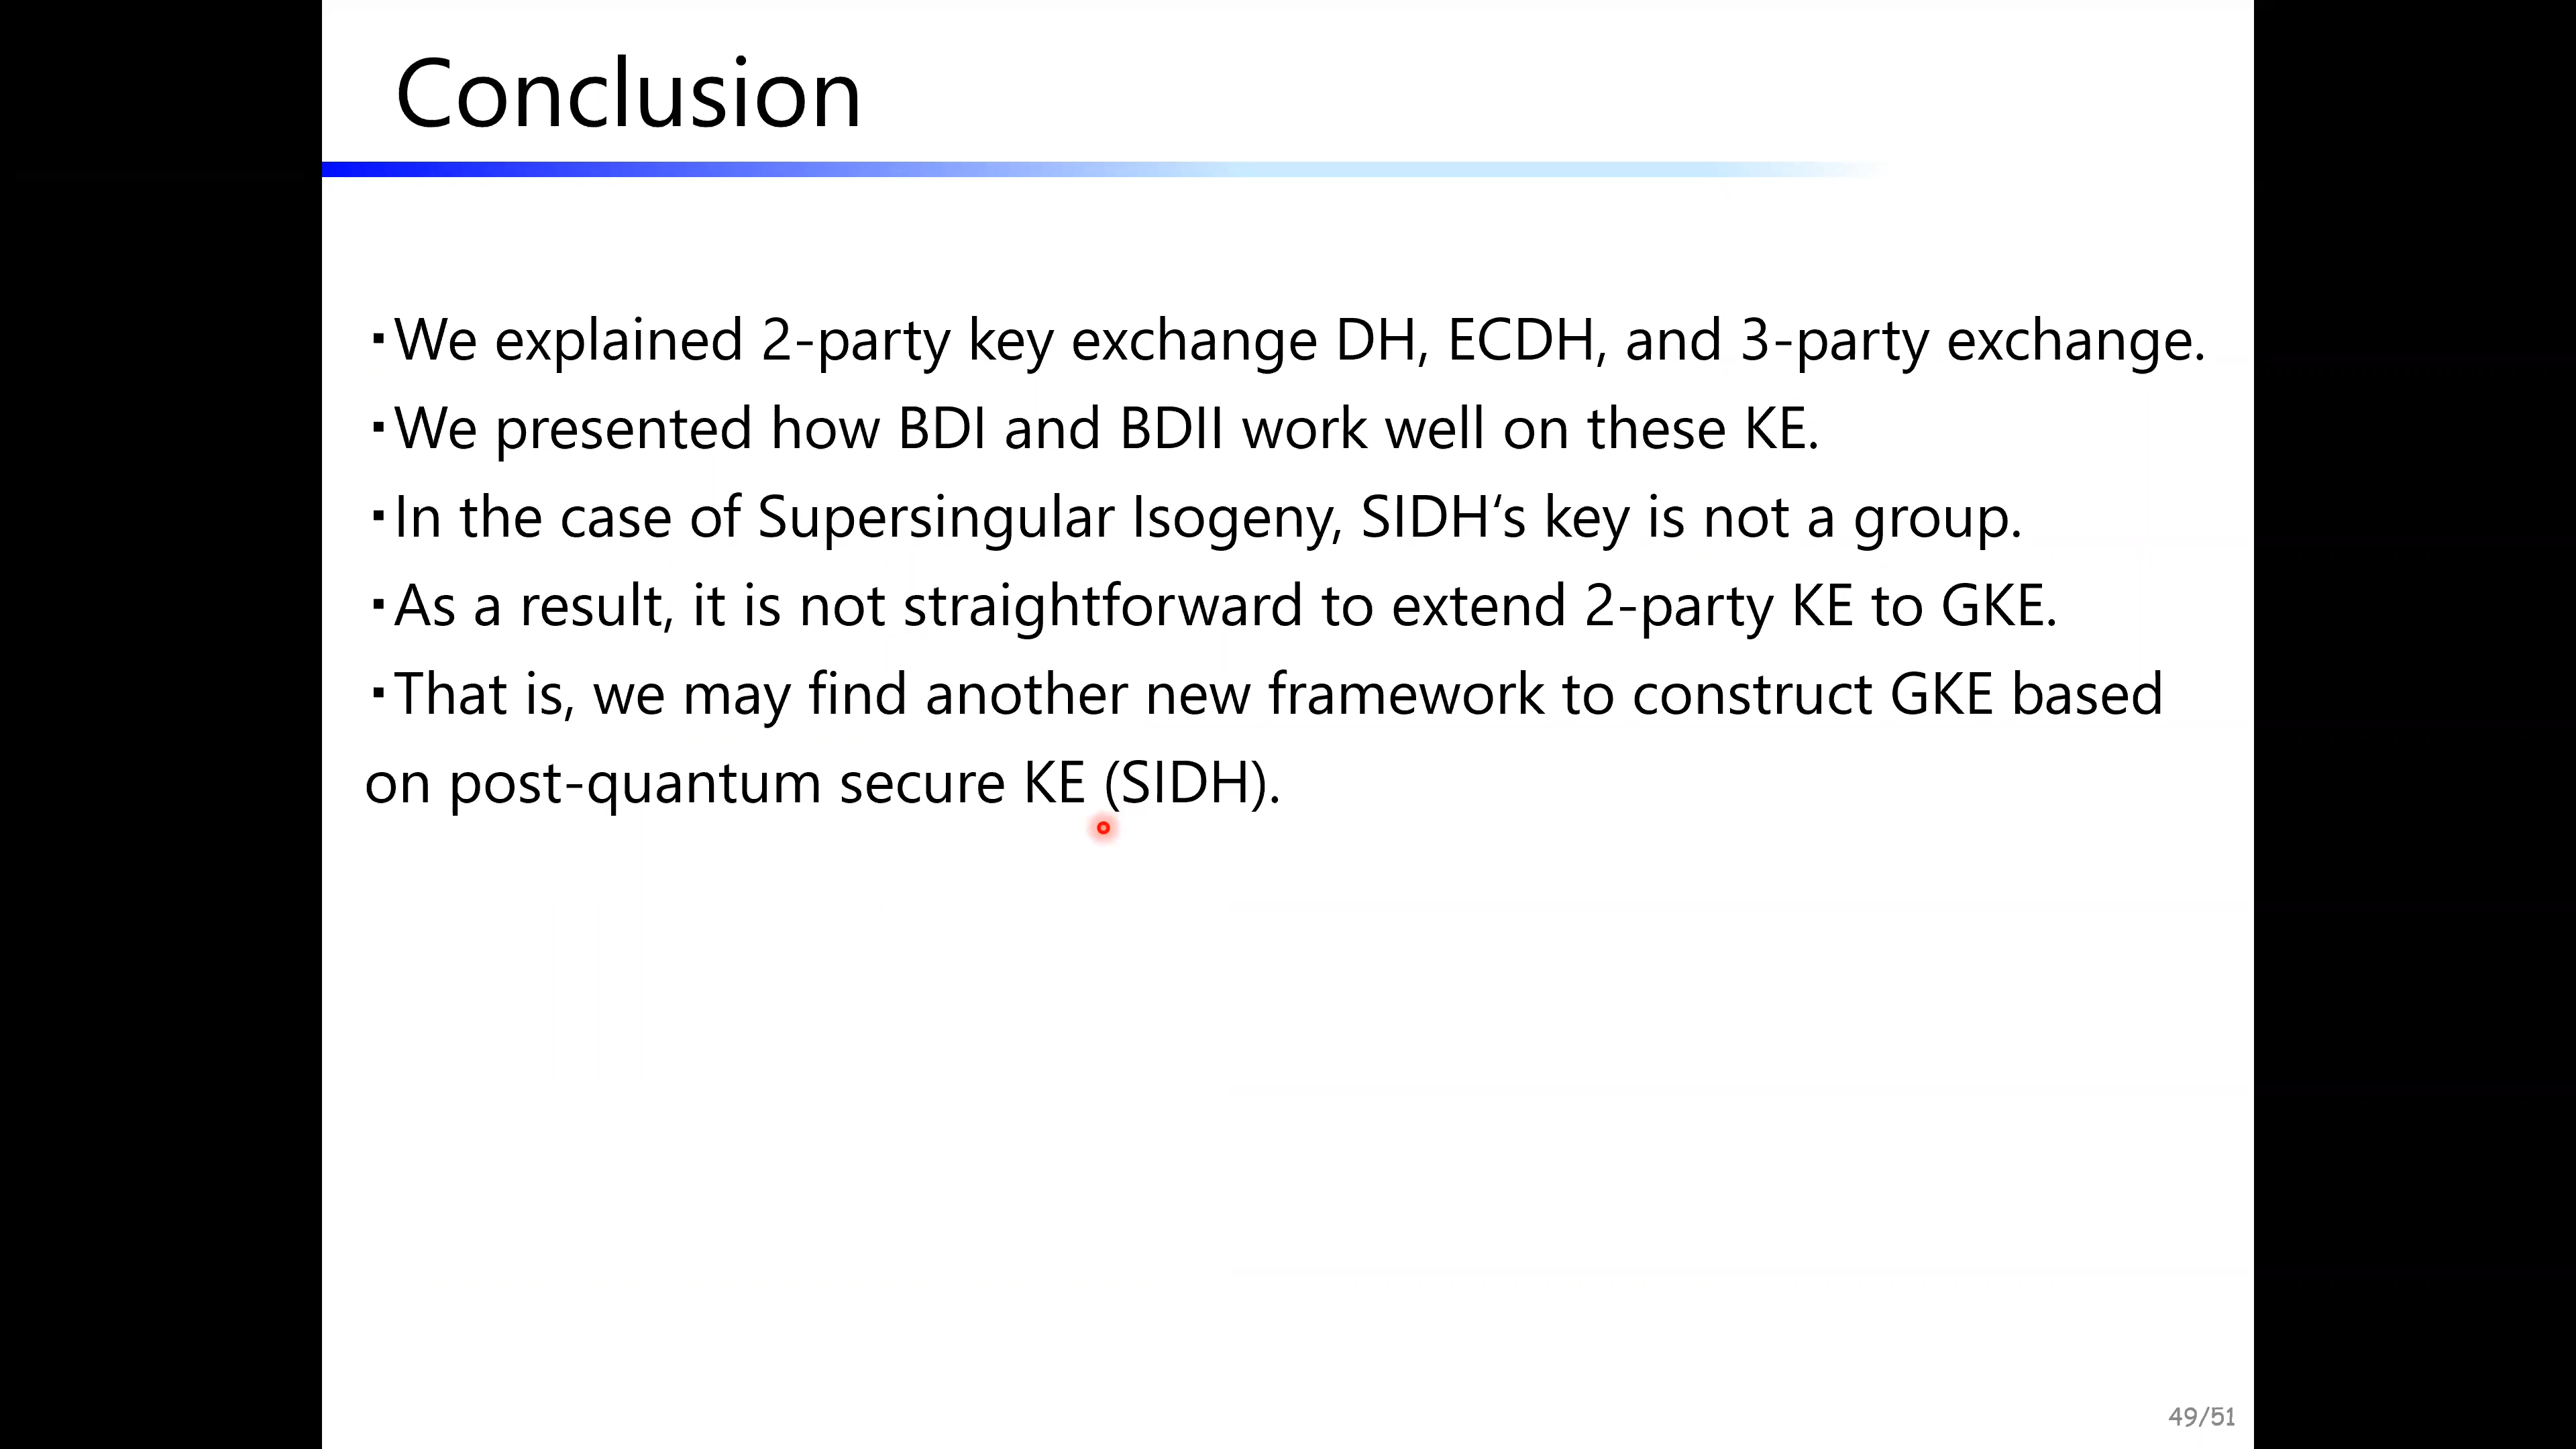 Conclusion
・We explained 2-party key exchange DH, ECDH, and 3-party exchange.
・We presented how BDI and BDII work well on these KE.
・In the case of Supersingular Isogeny, SIDH‘s key is not a group.
・As a result, it is not straightforward to extend 2-party KE to GKE.
・That is, we may find another new framework to construct GKE based
on post-quantum secure KE (SIDH).
49/51